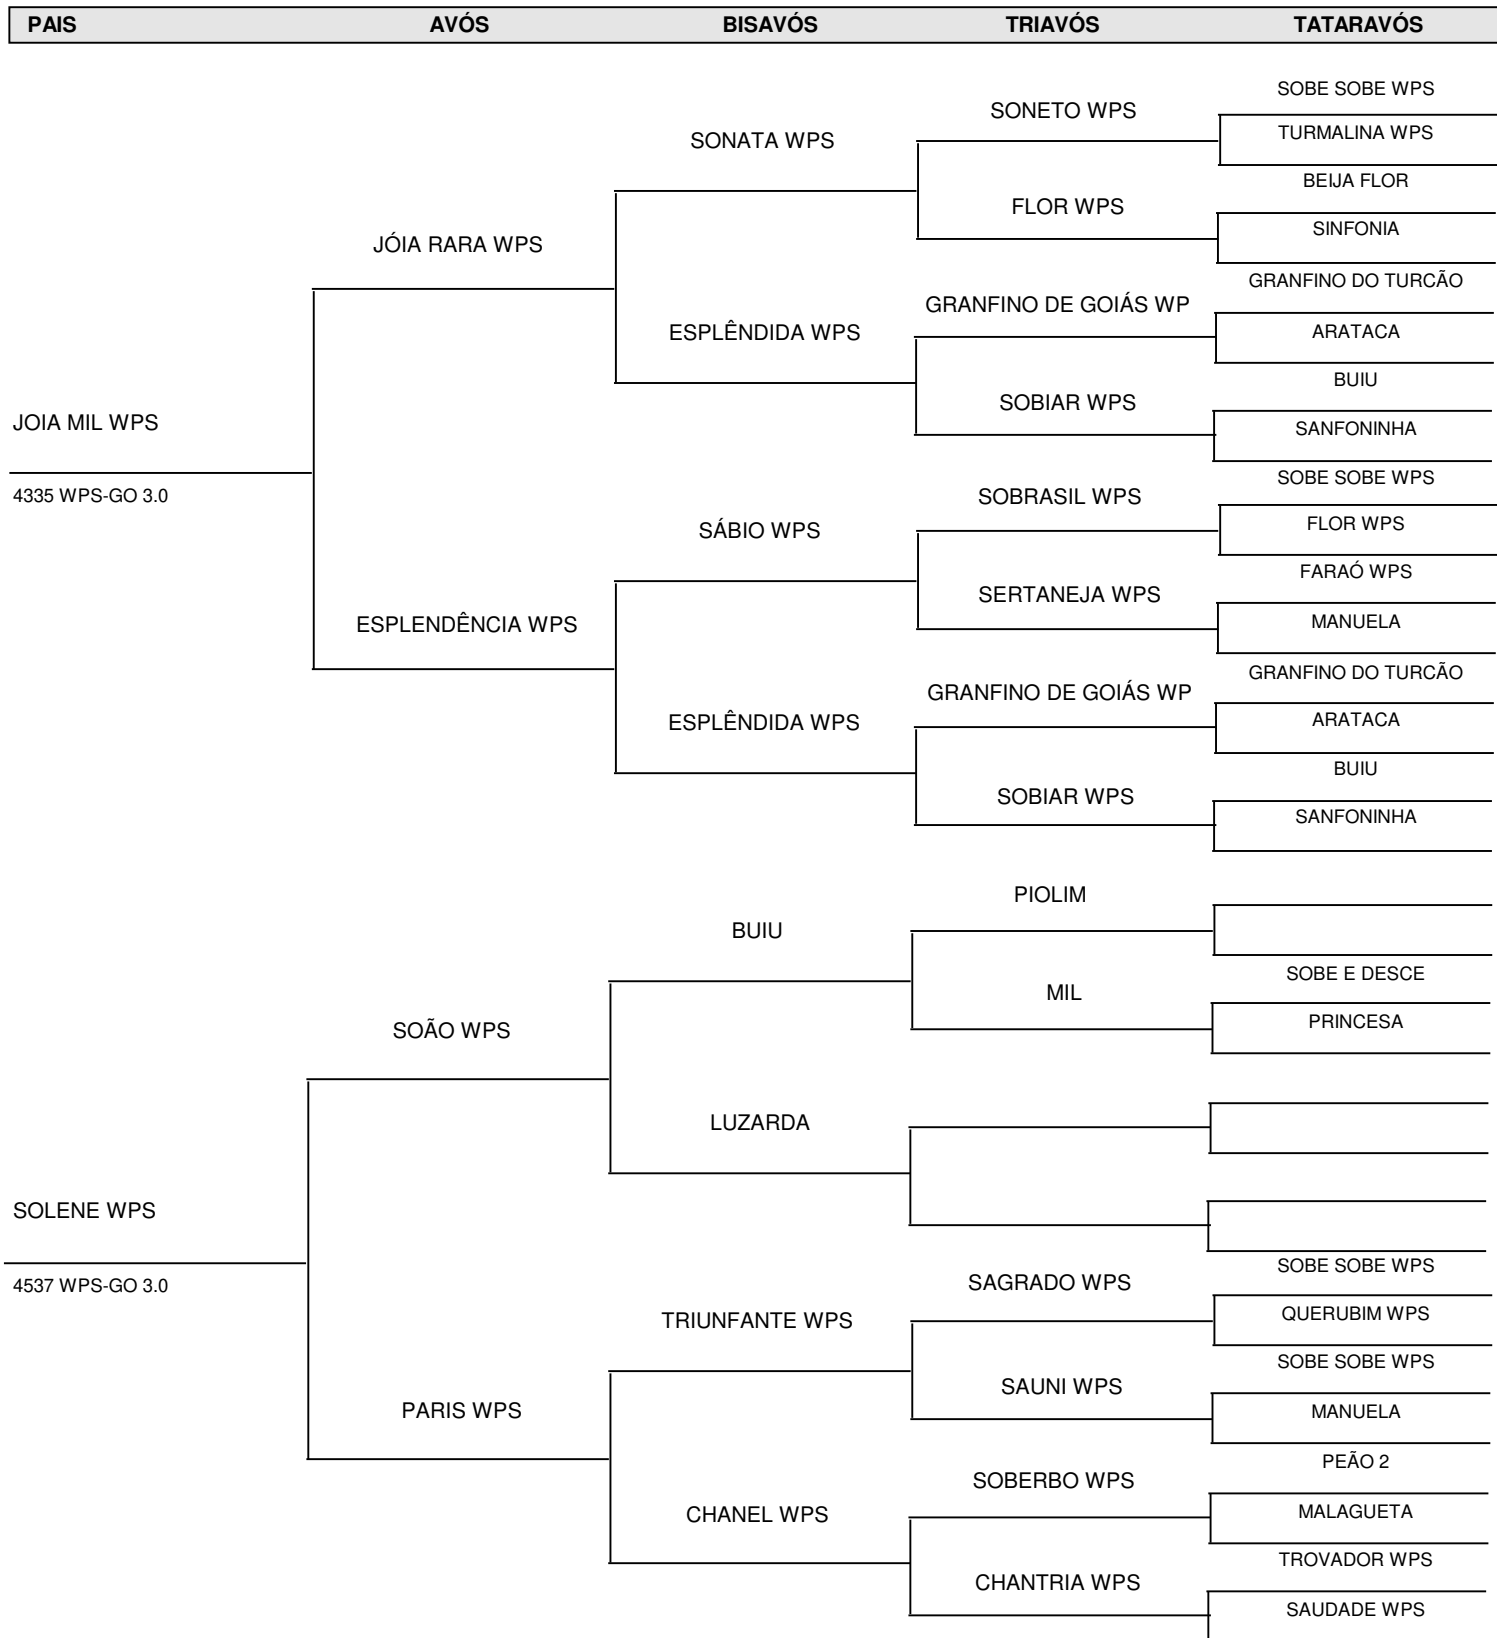 PAIS AVÓS BISAVÓS TRIAVÓS TATARAVÓS
SOBE SOBE WPS
SONETO WPS
TURMALINA WPS
SONATA WPS
BEIJA FLOR
FLOR WPS
SINFONIA
JÓIA RARA WPS
GRANFINO DO TURCÃO
GRANFINO DE GOIÁS WP
ARATACA
ESPLÊNDIDA WPS
BUIU
SOBIAR WPS
SANFONINHA
JOIA MIL WPS
4335 WPS-GO 3.0
SOBE SOBE WPS
SOBRASIL WPS
FLOR WPS
SÁBIO WPS
FARAÓ WPS
SERTANEJA WPS
MANUELA
ESPLENDÊNCIA WPS
GRANFINO DO TURCÃO
GRANFINO DE GOIÁS WP
ARATACA
ESPLÊNDIDA WPS
BUIU
SOBIAR WPS
SANFONINHA
PIOLIM
BUIU
SOBE E DESCE
MIL
PRINCESA
SOÃO WPS
LUZARDA
SOLENE WPS
4537 WPS-GO 3.0
SOBE SOBE WPS
SAGRADO WPS
QUERUBIM WPS
TRIUNFANTE WPS
SOBE SOBE WPS
SAUNI WPS
MANUELA
PARIS WPS
PEÃO 2
SOBERBO WPS
MALAGUETA
CHANEL WPS
TROVADOR WPS
CHANTRIA WPS
SAUDADE WPS